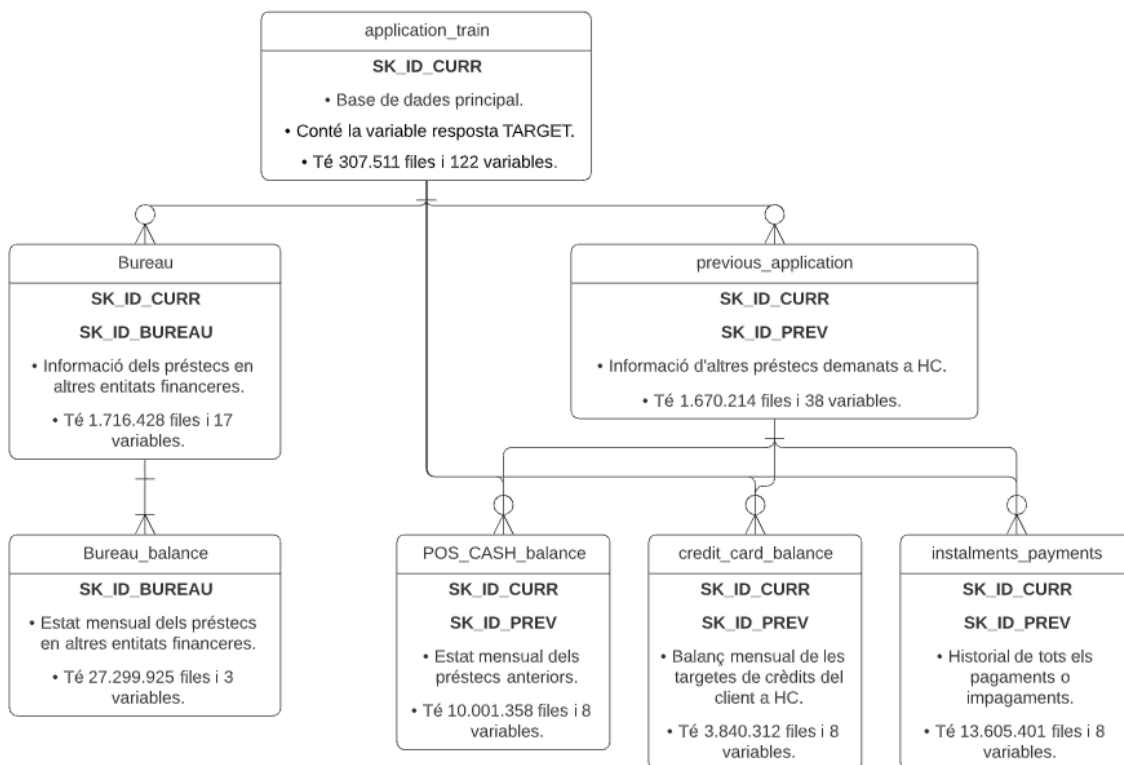 application_train
SK_ID_CURR
• Base de dades principal.
• Conté la variable resposta TARGET.
• Té 307.511 files i 122 variables.
Bureau
SK_ID_CURR
SK_ID_BUREAU
• Informació dels préstecs en
altres entitats financeres.
• Té 1.716.428 files i 17
variables.
previous_application
SK_ID_CURR
SK_ID_PREV
• Informació d'altres préstecs demanats a HC.
• Té 1.670.214 files i 38 variables.
Bureau_balance
SK_ID_BUREAU
• Estat mensual dels préstecs
en altres entitats financeres.
• Té 27.299.925 files i 3
variables.
POS_CASH_balance
SK_ID_CURR
SK_ID_PREV
• Estat mensual dels
préstecs anteriors.
• Té 10.001.358 files i 8
variables.
credit_card_balance
SK_ID_CURR
SK_ID_PREV
• Balanç mensual de les
targetes de crèdits del
client a HC.
• Té 3.840.312 files i 8
variables.
instalments_payments
SK_ID_CURR
SK_ID_PREV
• Historial de tots els
pagaments o
impagaments.
• Té 13.605.401 files i 8
variables.